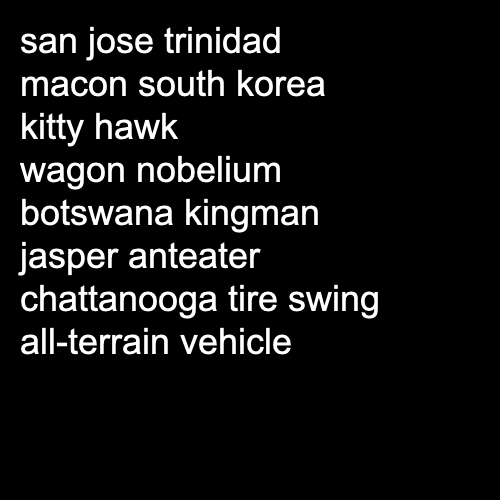 san jose trinidad
macon south korea
kitty hawk
wagon nobelium
botswana kingman
jasper anteater
chattanooga tire swing
all-terrain vehicle